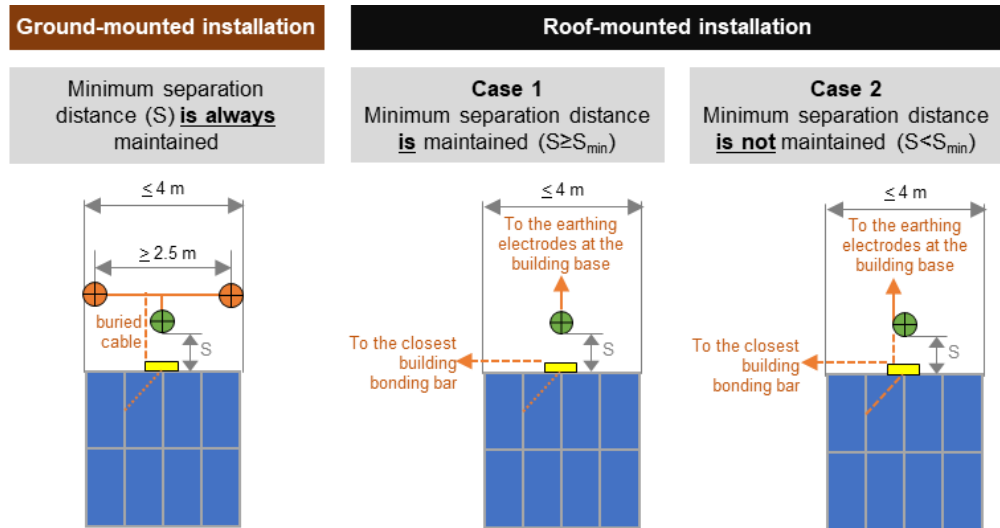 Ground-mounted installation
Roof-mounted installation
Minimum separation
distance (S) is always
maintained
Case 1
Minimum separation distance
is maintained (S≥Smin)
Case 2
Minimum separation distance
is not maintained (S<Smin)
≤ 4 m
≥ 2.5 m
buried
cable
S
≤ 4 m
To the earthing
electrodes at the
building base
To the closest
building
bonding bar
S
≤ 4 m
To the earthing
electrodes at the
building base
To the closest
building
bonding bar
S